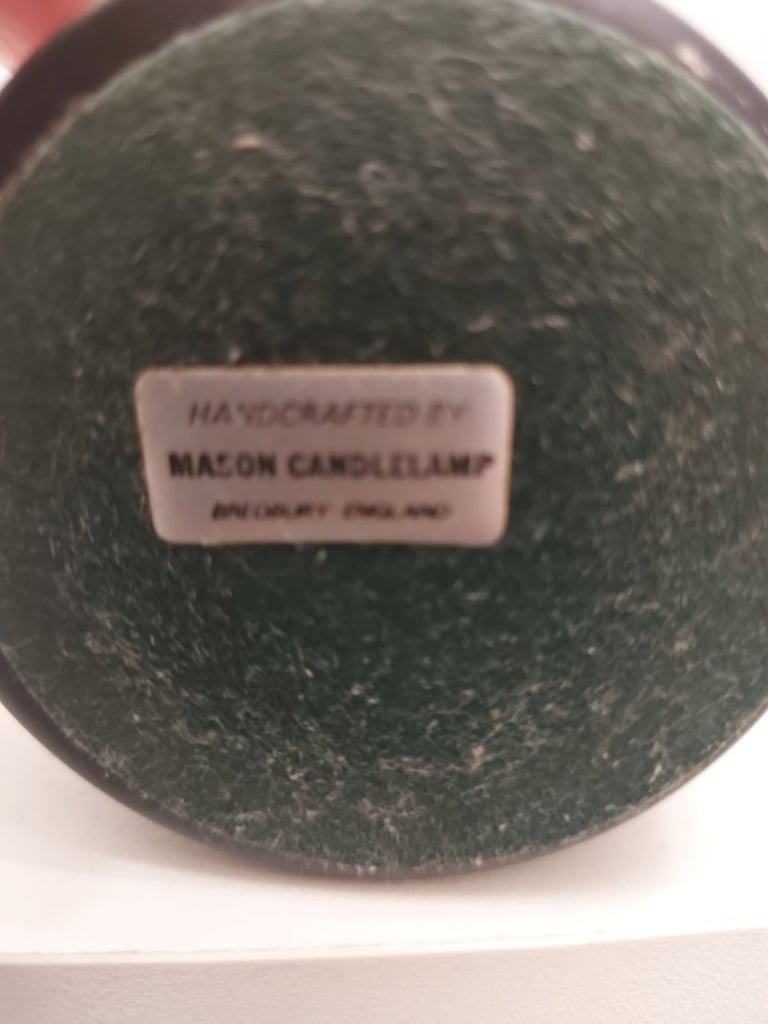 HANDCRAFTED BY
MASON CANDLELAMP
BREDBURY ENGLAND